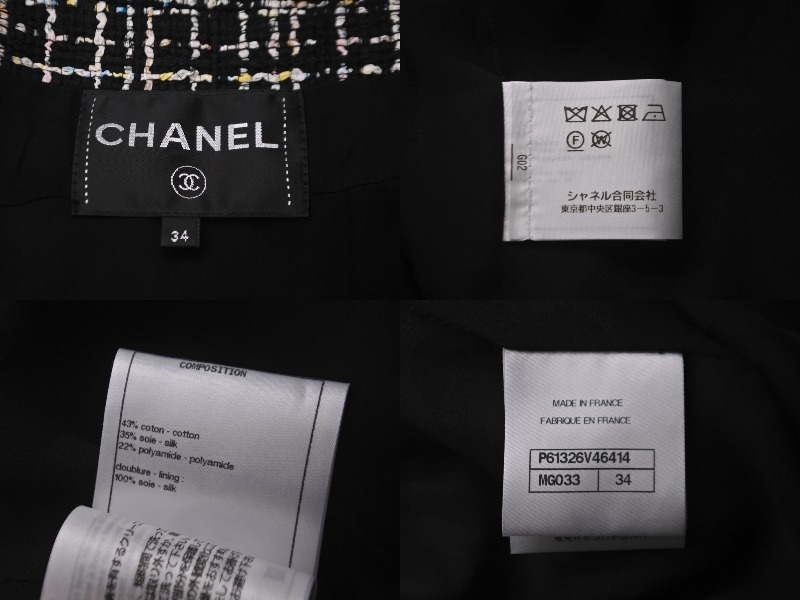 CHANEL
34
G02
シャネル合同会社
東京都中央区銀座3-5-3
COMPOSITION
43% coton - cotton
35% soie - silk
22% polyamide - polyamide
doublure - lining :
100% soie - silk
MADE IN FRANCE
FABRIQUE EN FRANCE
P61326V46414
MG033 34